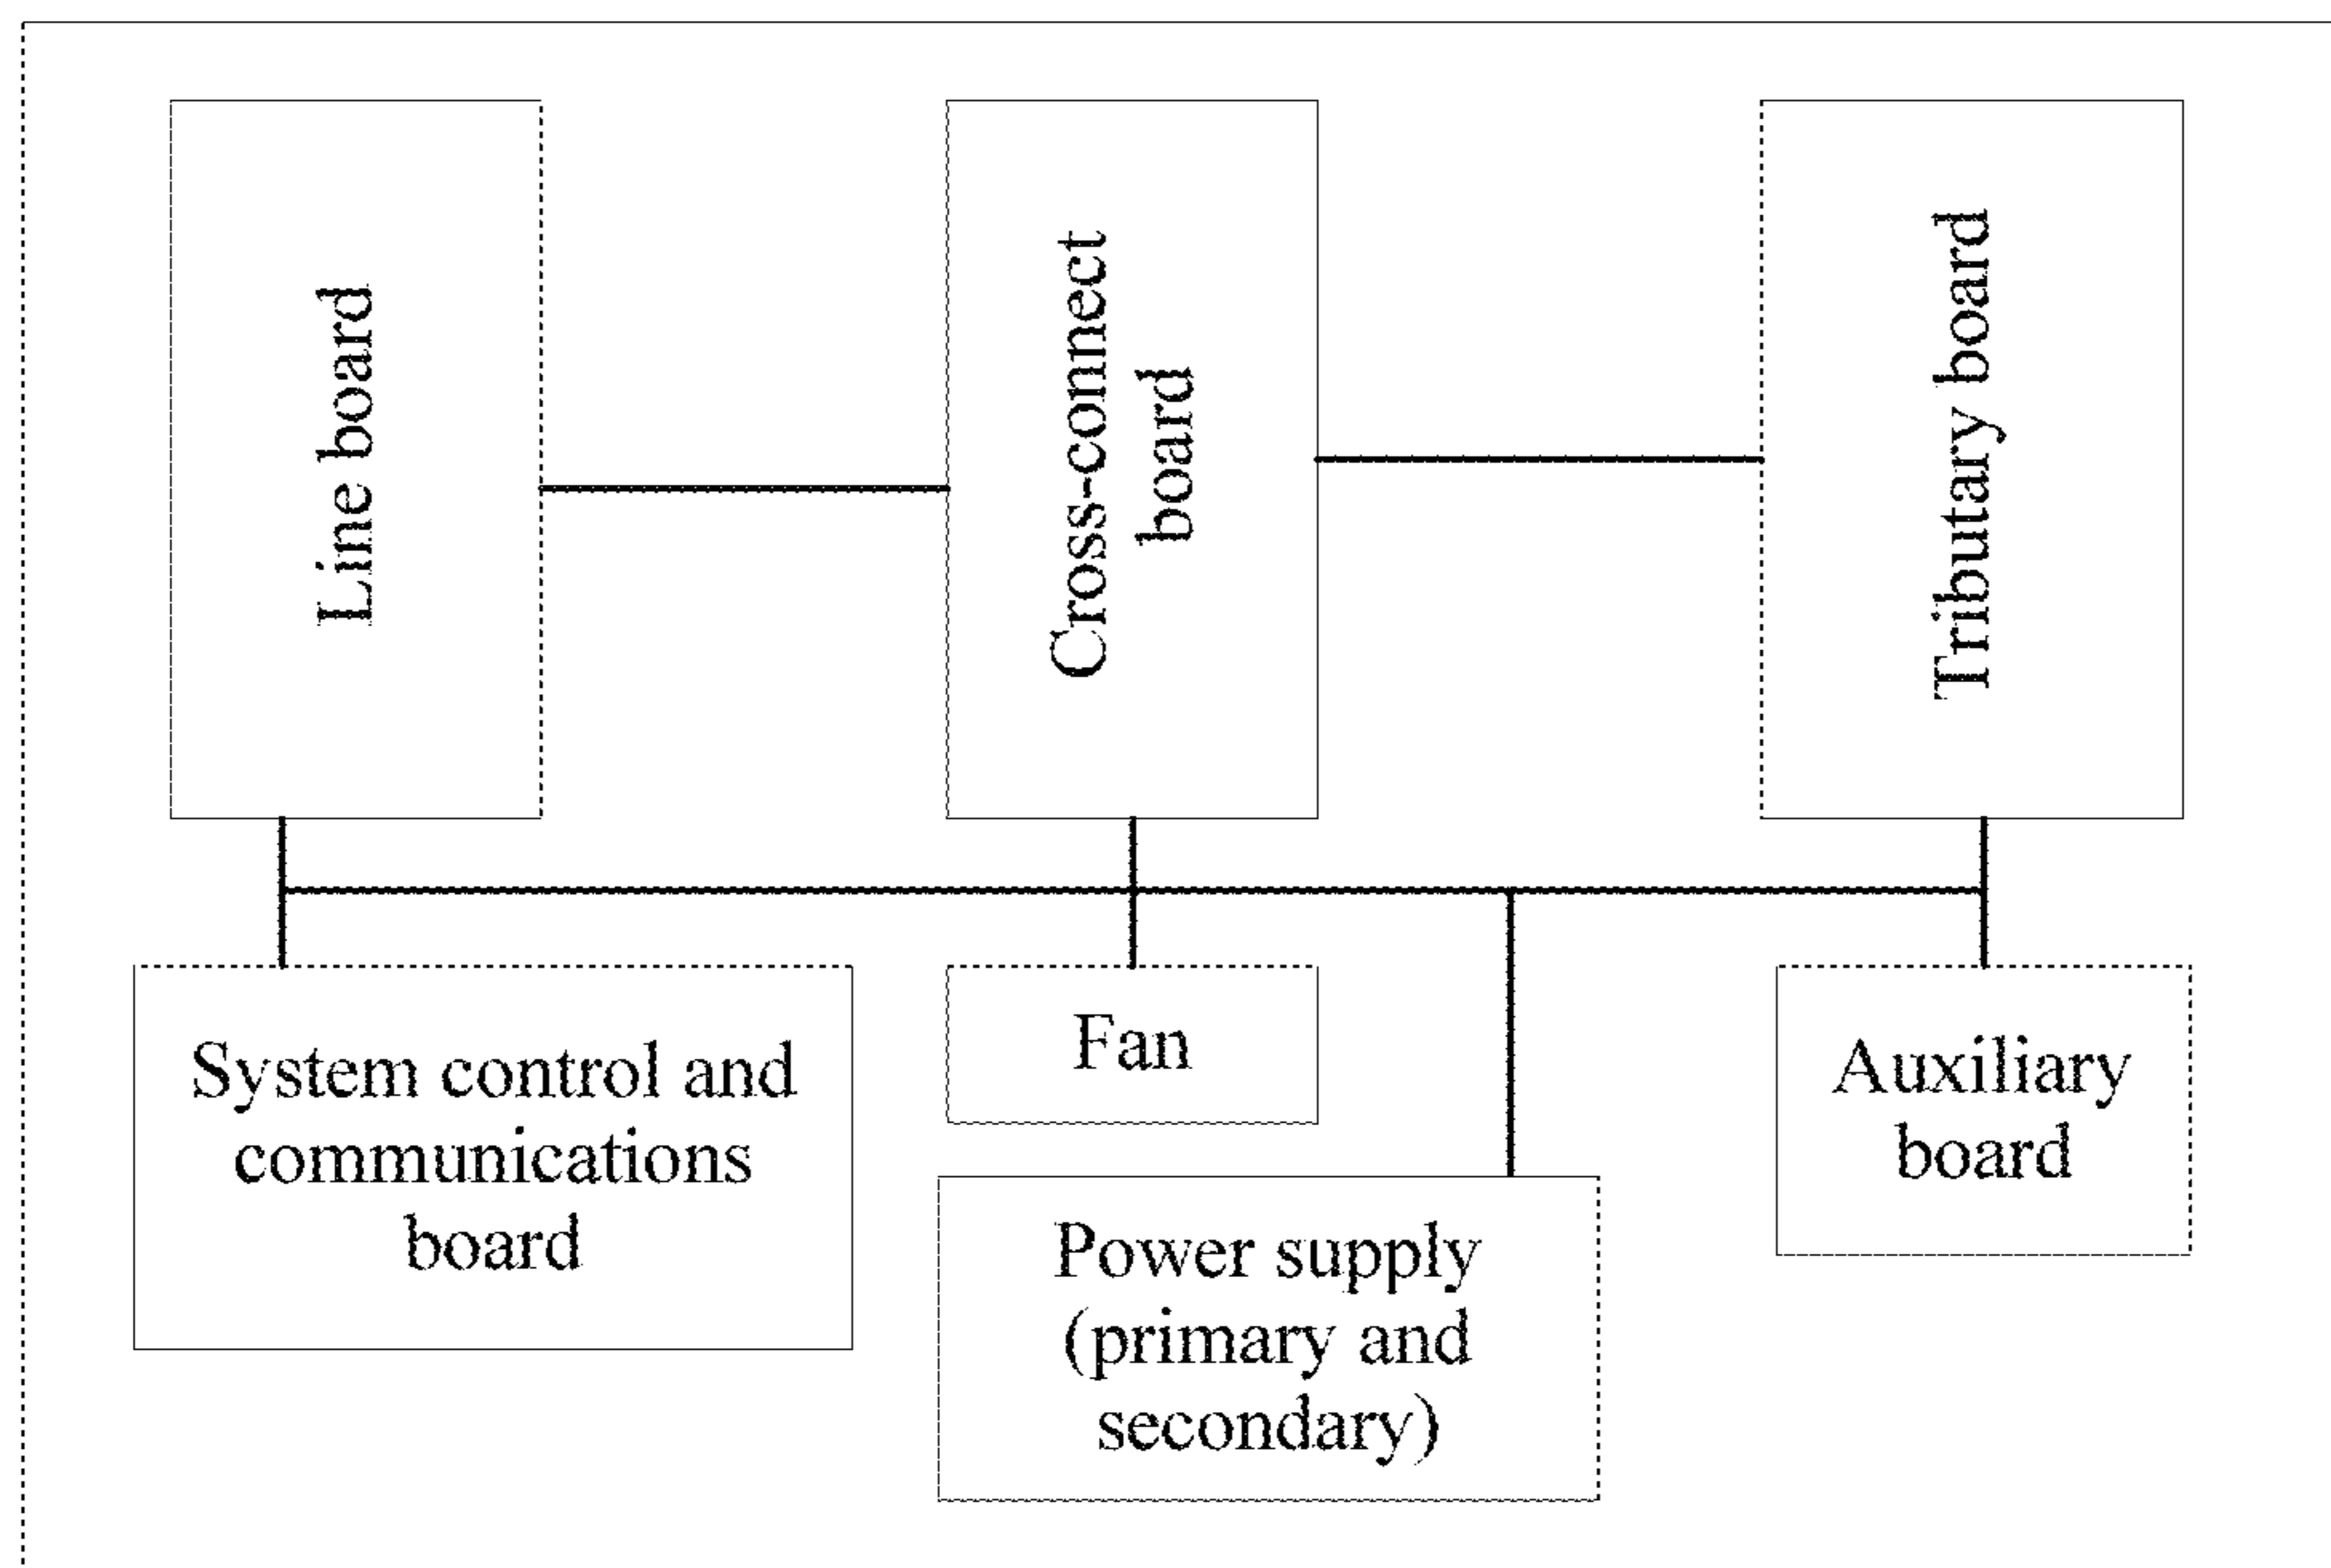 Line board
Cross-connect
board
Tributary board
System control and
communications
board
Fan
Power supply
(primary and
secondary)
Auxiliary
board